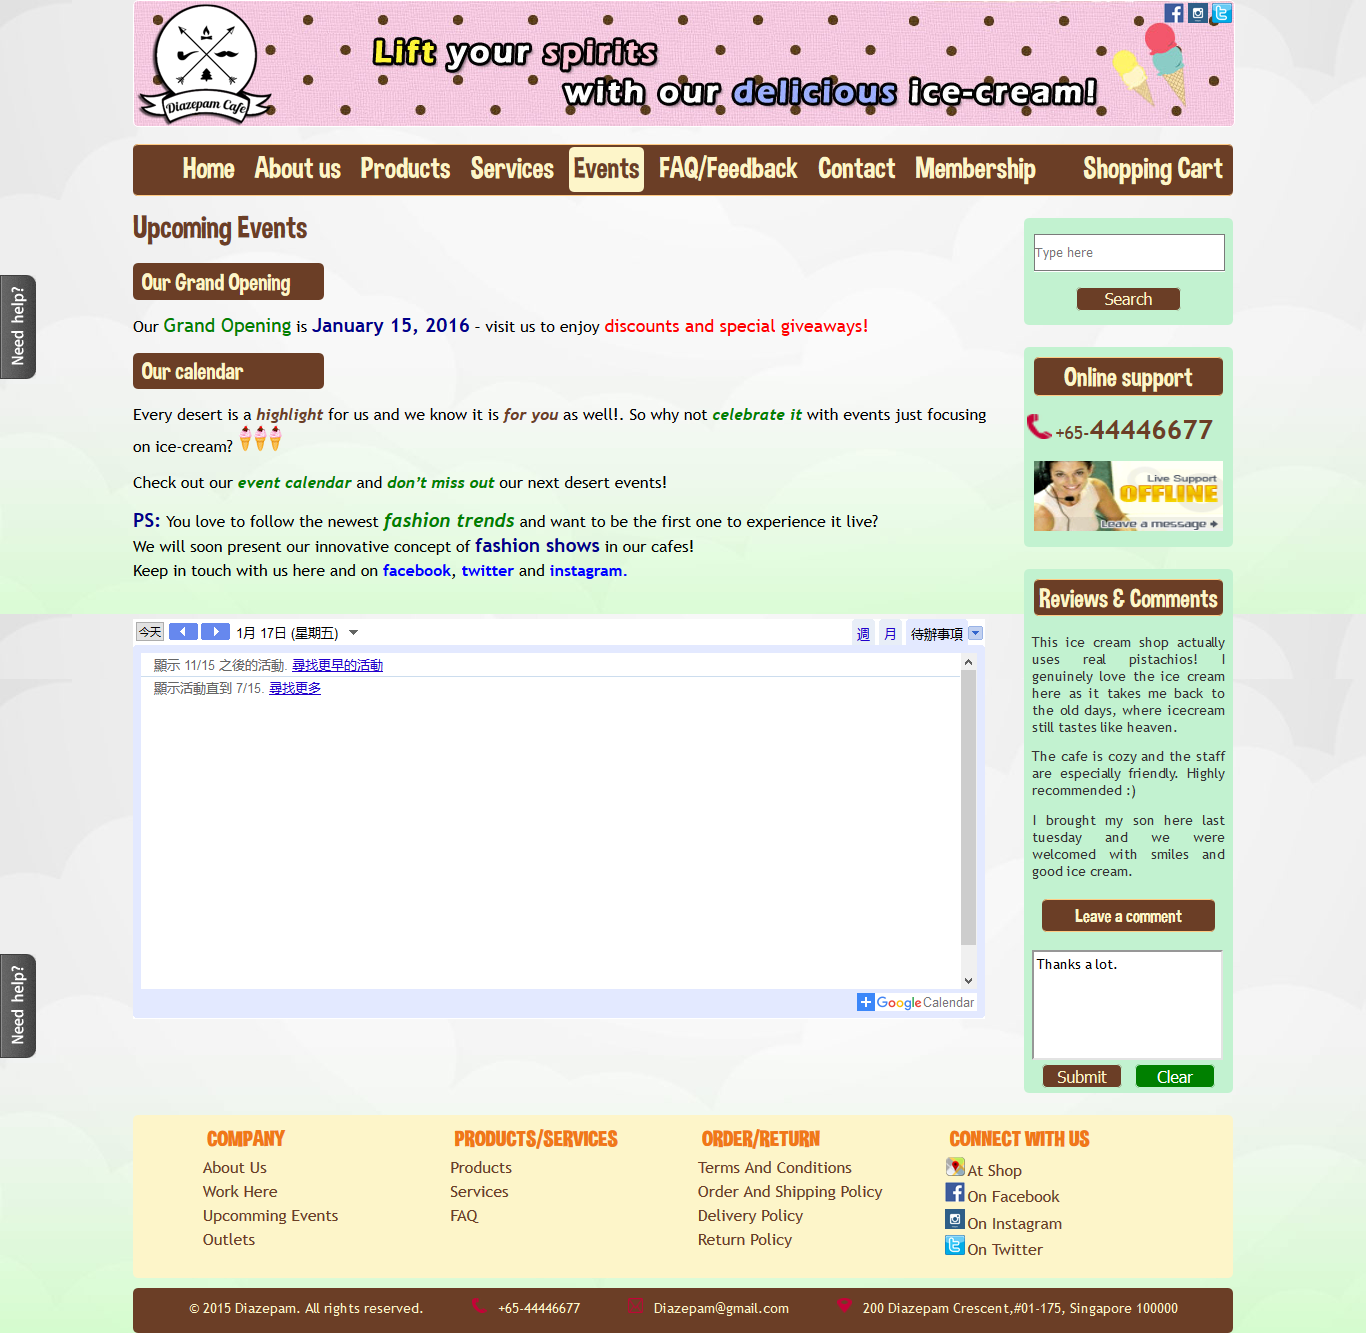 Diazepam Cafe
Lift your spirits
with our delicious ice-cream!
Home About us Products Services Events FAQ/Feedback Contact Membership Shopping Cart
Upcoming Events
Our Grand Opening
Our Grand Opening is January 15, 2016 – visit us to enjoy discounts and special giveaways!
Our calendar
Every desert is a highlight for us and we know it is for you as well!. So why not celebrate it with events just focusing
on ice-cream?
Check out our event calendar and don't miss out our next desert events!
PS: You love to follow the newest fashion trends and want to be the first one to experience it live?
We will soon present our innovative concept of fashion shows in our cafes!
Keep in touch with us here and on facebook, twitter and instagram.
今天 1月 17日 (星期五) 週 月 待辦事項
顯示 11/15 之後的活動. 尋找更早的活動
顯示活動直到 7/15. 尋找更多
Google Calendar
Need help?
Need help?
Type here
Search
Online support
+65-44446677
Live Support
OFFLINE
Leave a message
Reviews & Comments
This ice cream shop actually
uses real pistachios! I
genuinely love the ice cream
here as it takes me back to
the old days, where icecream
still tastes like heaven.
The cafe is cozy and the staff
are especially friendly. Highly
recommended :)
I brought my son here last
tuesday and we were
welcomed with smiles and
good ice cream.
Leave a comment
Thanks a lot.
Submit Clear
COMPANY
About Us
Work Here
Upcomming Events
Outlets
PRODUCTS/SERVICES
Products
Services
FAQ
ORDER/RETURN
Terms And Conditions
Order And Shipping Policy
Delivery Policy
Return Policy
CONNECT WITH US
At Shop
On Facebook
On Instagram
On Twitter
© 2015 Diazepam. All rights reserved. +65-44446677 Diazepam@gmail.com 200 Diazepam Crescent,#01-175, Singapore 100000